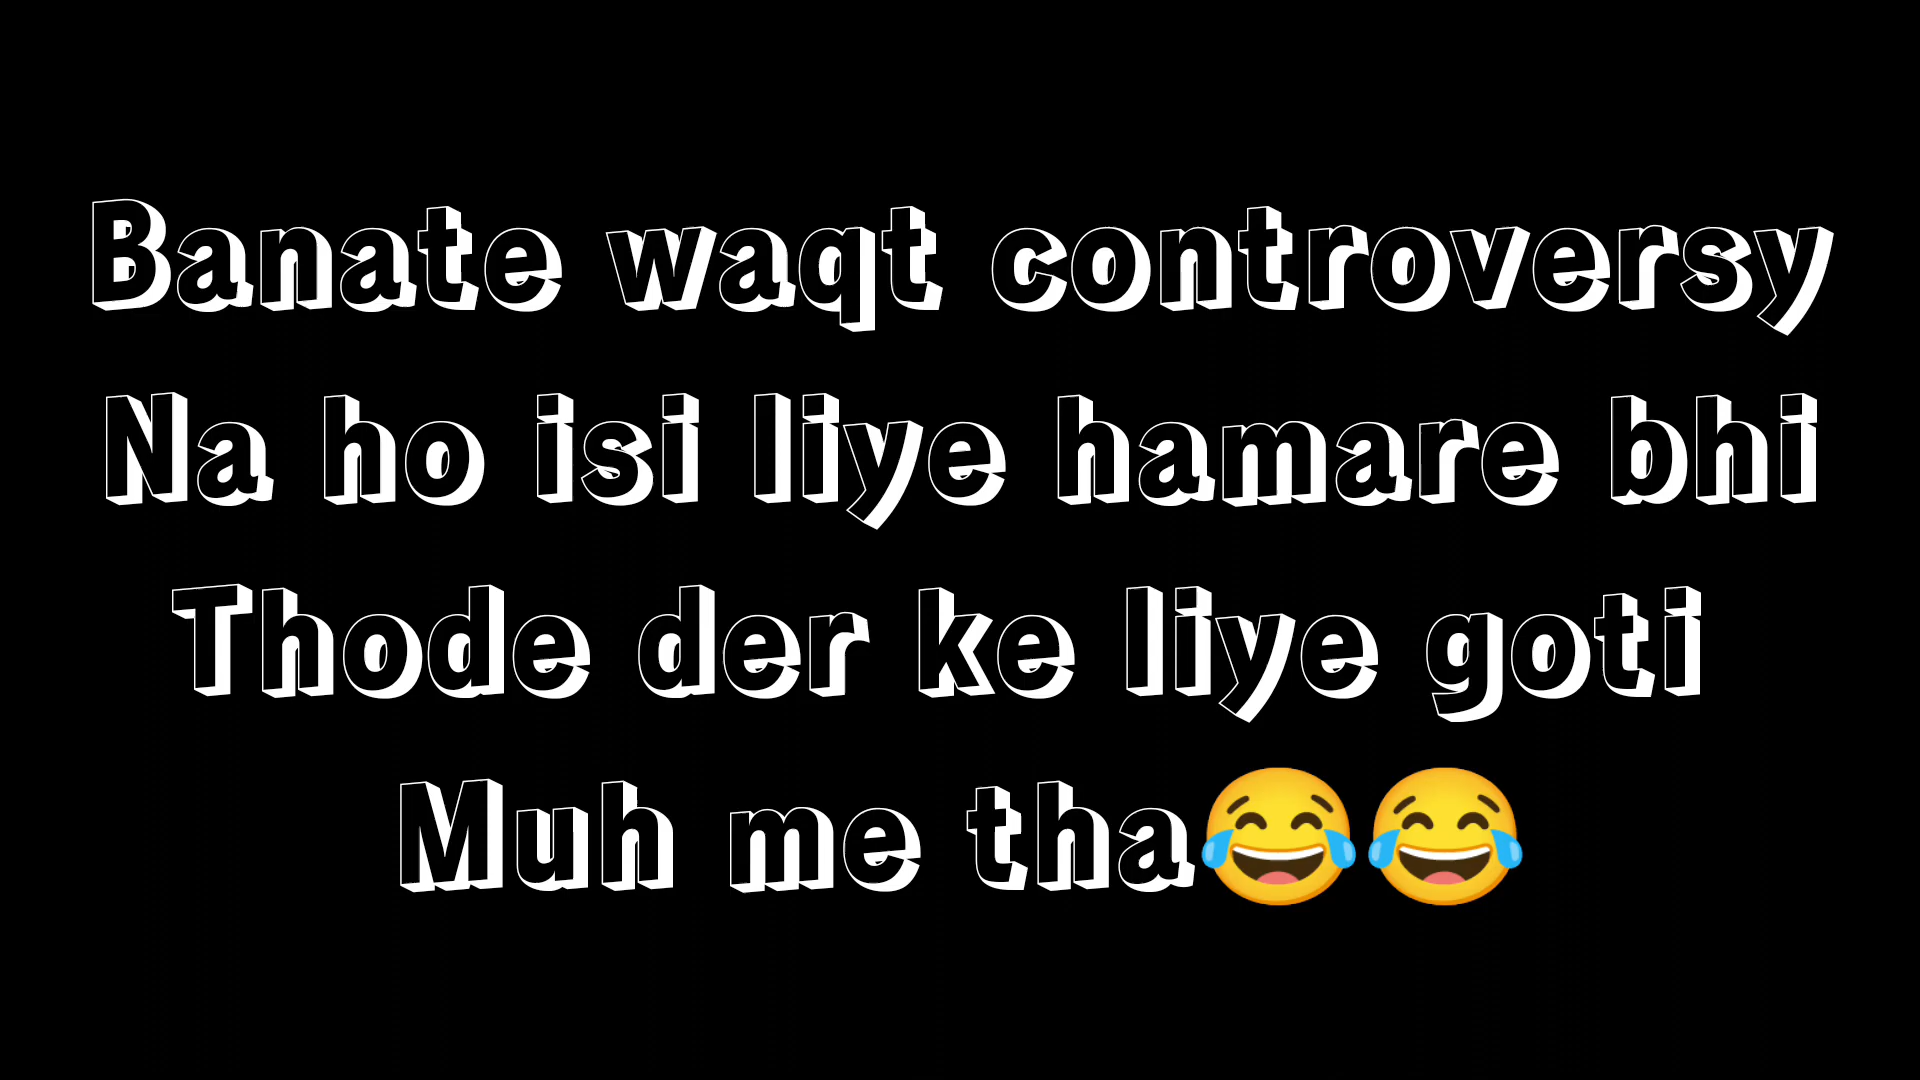 Banate waqt controversy
Na ho isi liye hamare bhi
Thode der ke liye goti
Muh me tha😂😂